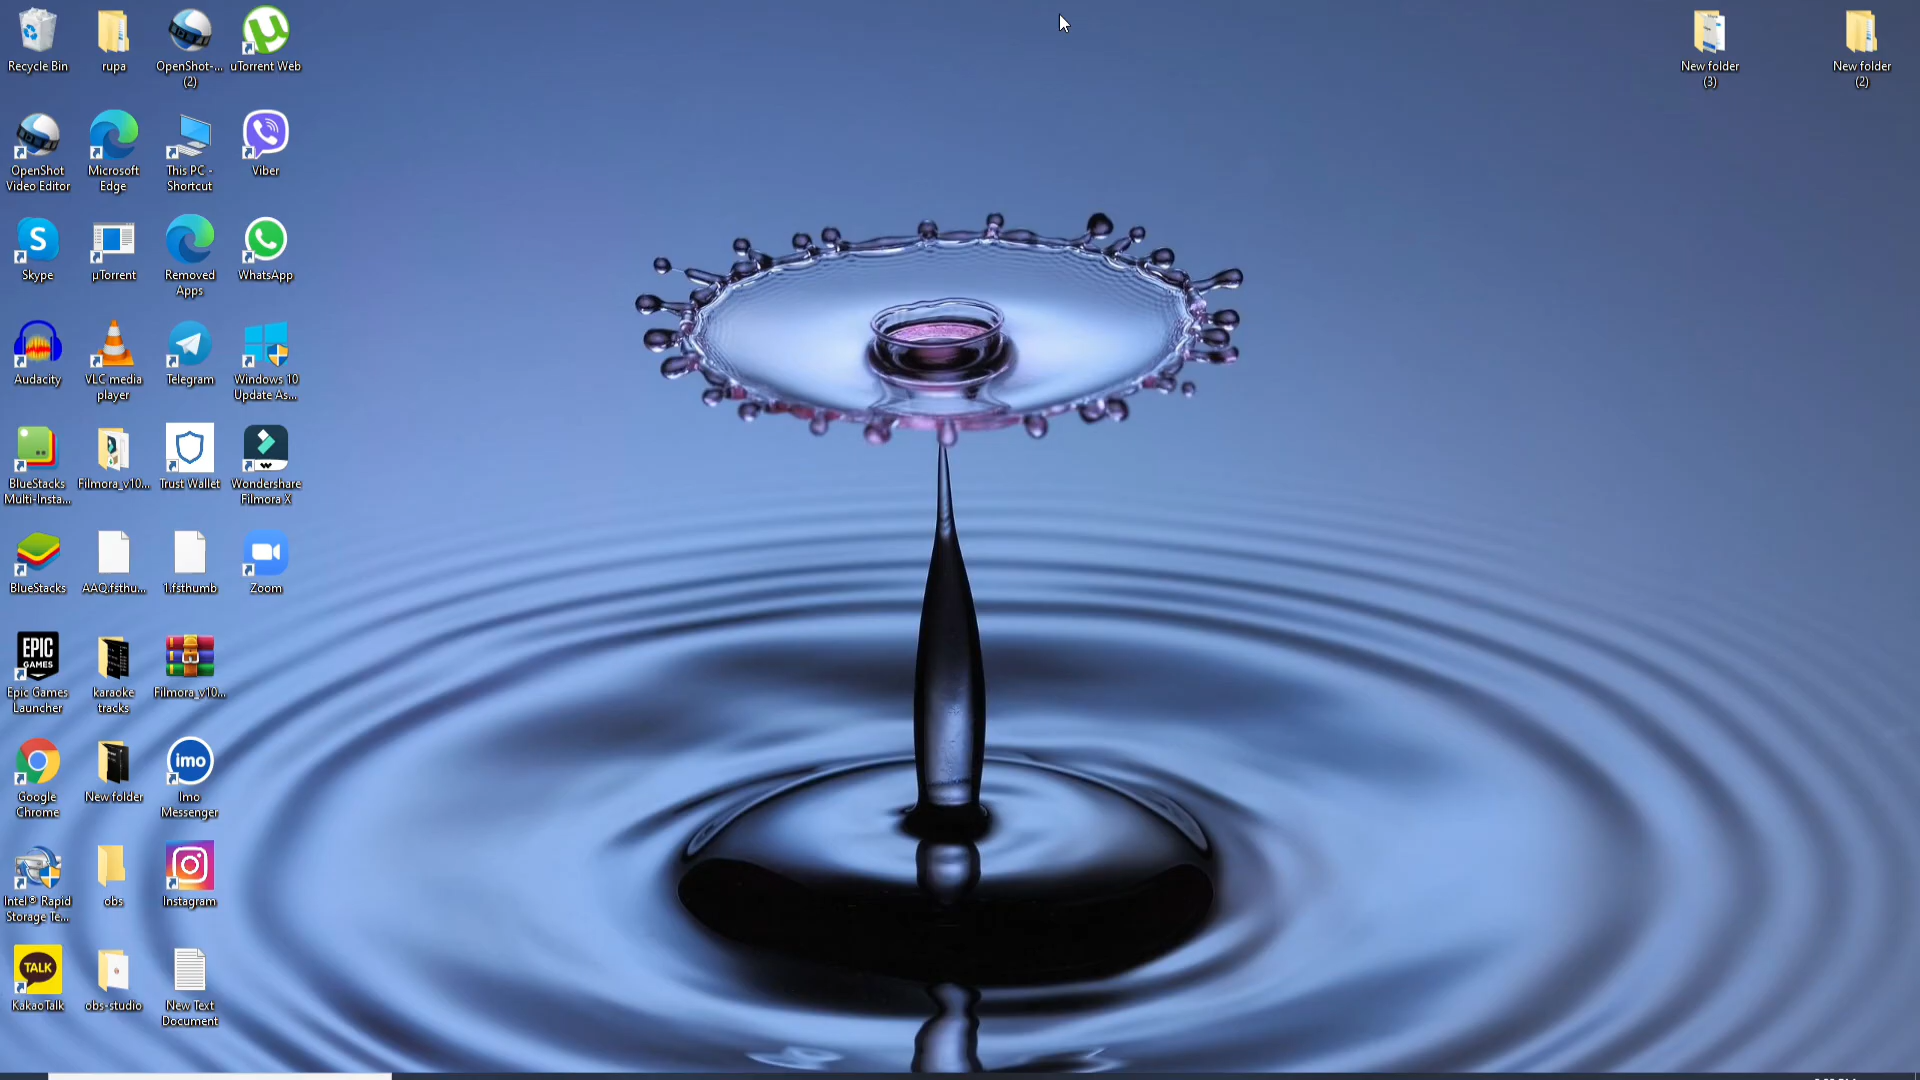 Recycle Bin
rupa
OpenShot-...
(2)
uTorrent Web
New folder
(3)
New folder
(2)
OpenShot
Video Editor
Microsoft
Edge
This PC -
Shortcut
Viber
S
Skype
µTorrent
Removed
Apps
WhatsApp
Audacity
VLC media
player
Telegram
Windows 10
Update As...
BlueStacks
Multi-Insta...
Filmora_v10...
Trust Wallet
Wondershare
Filmora X
BlueStacks
AAQ.fsthu...
1.fsthumb
Zoom
EPIC
GAMES
Epic Games
Launcher
karaoke
tracks
Filmora_v10...
Google
Chrome
New folder
imo
Imo
Messenger
Intel® Rapid
Storage Te...
obs
Instagram
TALK
KakaoTalk
obs-studio
New Text
Document